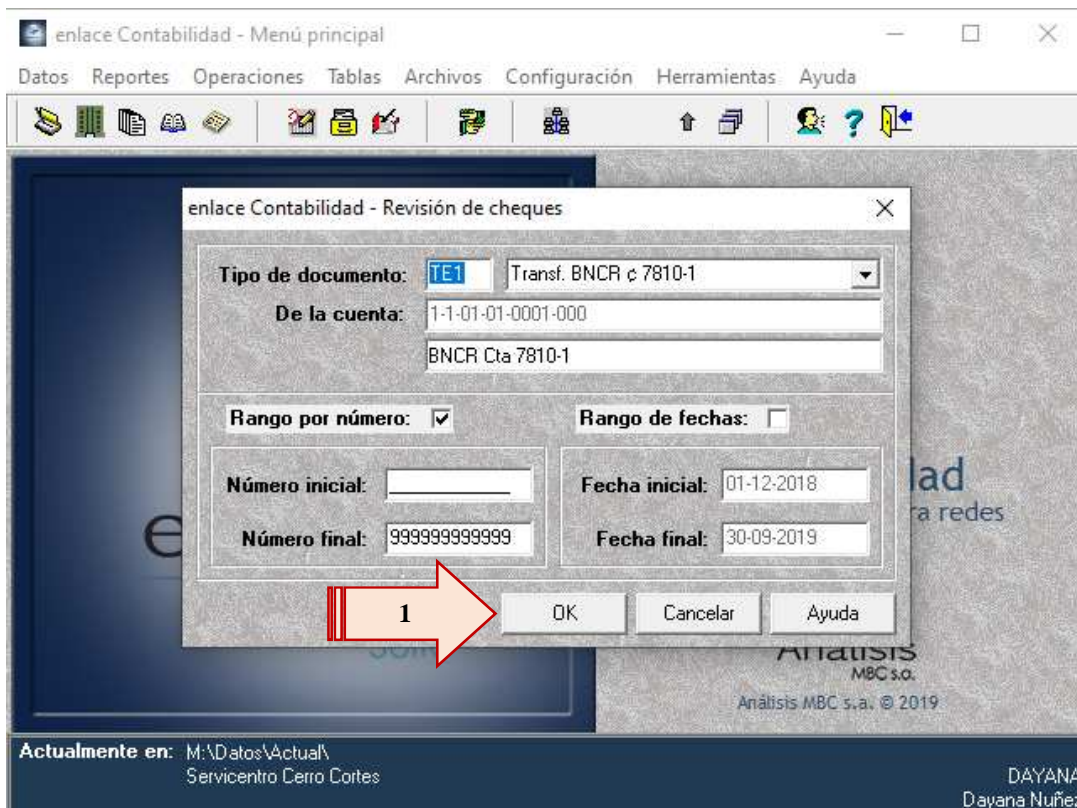 enlace Contabilidad - Menú principal
Datos Reportes Operaciones Tablas Archivos Configuración Herramientas Ayuda
enlace Contabilidad - Revisión de cheques
Tipo de documento: TE1 Transf. BNCR ¢ 7810-1
De la cuenta: 1-1-01-01-0001-000
BNCR Cta 7810-1
Rango por número: Rango de fechas:
Número inicial: Fecha inicial: 01-12-2018
Número final: 999999999999 Fecha final: 30-09-2019
lad
ra redes
e
1 OK Cancelar Ayuda
Análisis
MBC s.a.
Análisis MBC s.a. © 2019
Actualmente en: M:\Datos\Actual\
Servicentro Cerro Cortes
DAYANA
Dayana Nuñez